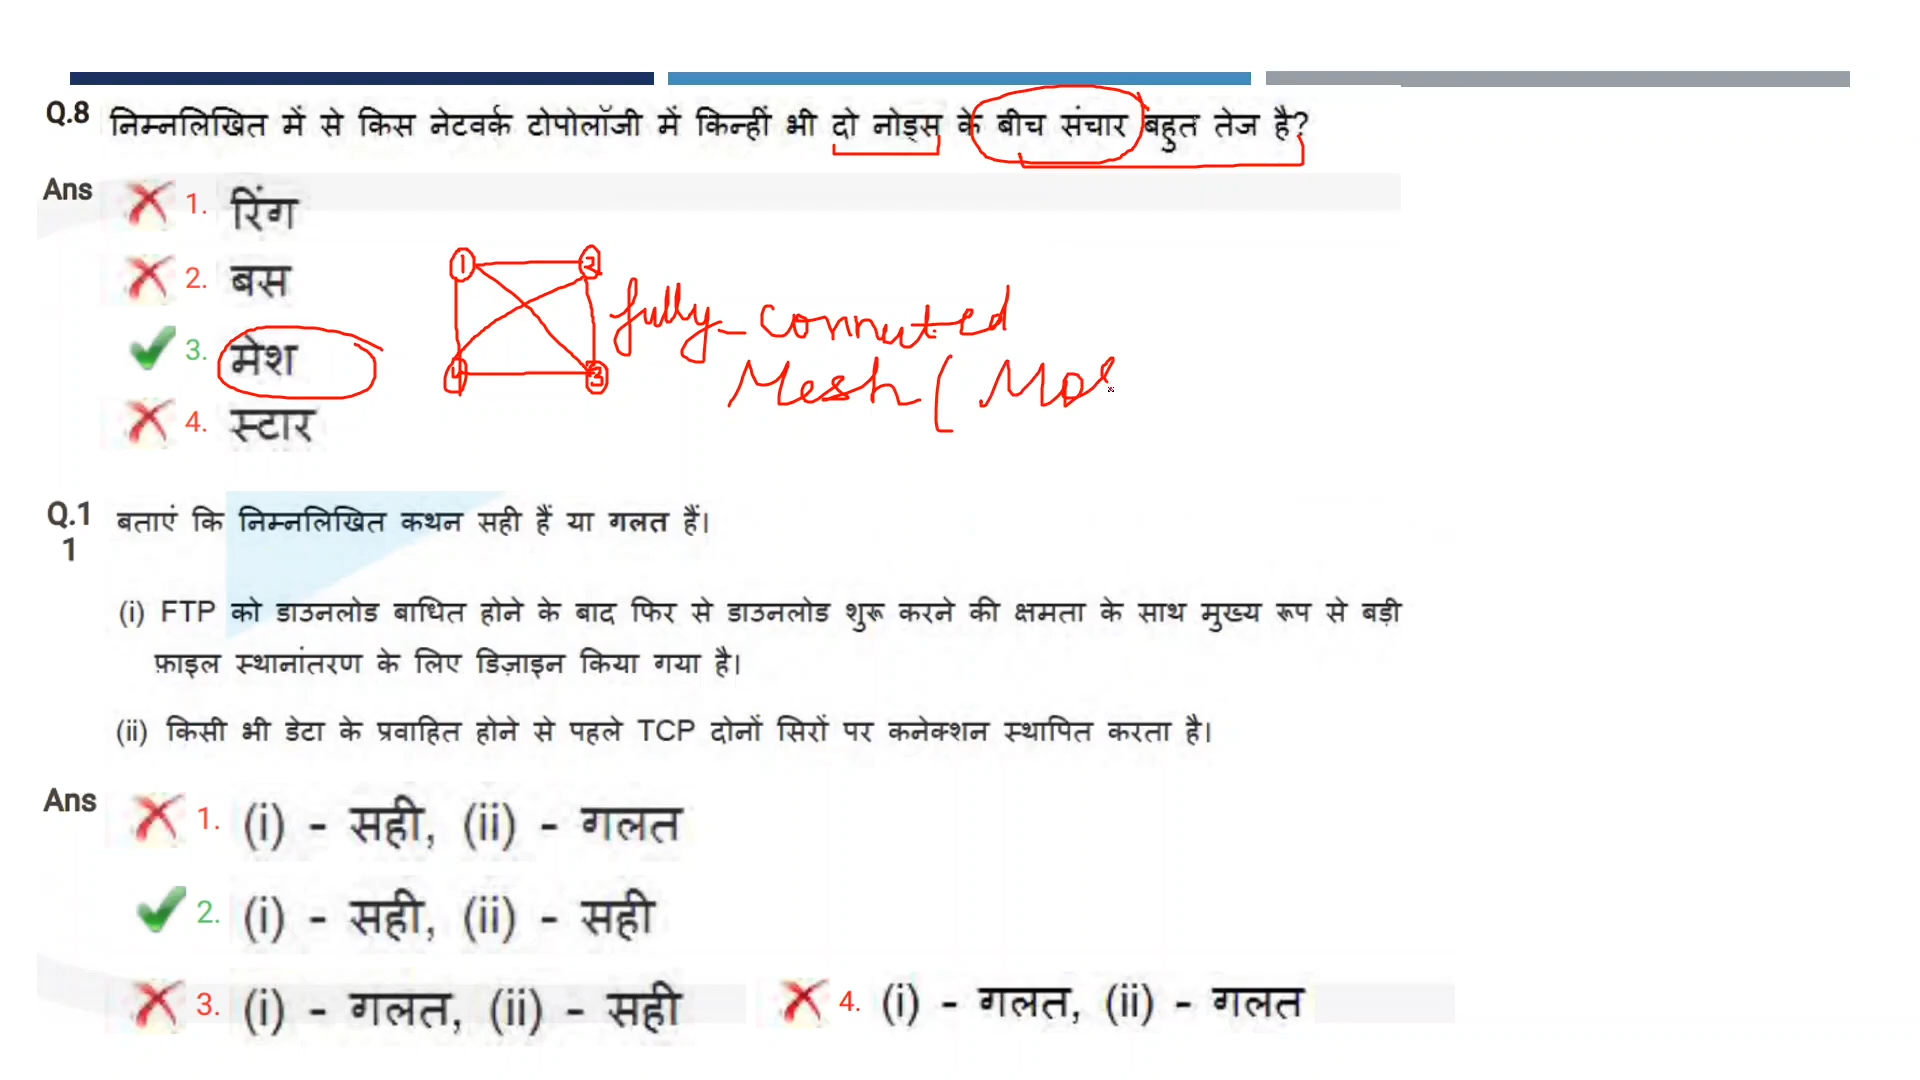 Q.8 निम्नलिखित में से किस नेटवर्क टोपोलॉजी में किन्हीं भी दो नोड्स के बीच संचार बहुत तेज है?
Ans
1. रिंग
2. बस
3. मेश
4. स्टार
1 2
4 3
fully-connected
Mesh (
Q.11 बताएं कि निम्नलिखित कथन सही हैं या गलत हैं।
(i) FTP को डाउनलोड बाधित होने के बाद फिर से डाउनलोड शुरू करने की क्षमता के साथ मुख्य रूप से बड़ी
फ़ाइल स्थानांतरण के लिए डिज़ाइन किया गया है।
(ii) किसी भी डेटा के प्रवाहित होने से पहले TCP दोनों सिरों पर कनेक्शन स्थापित करता है।
Ans
1. (i) - सही, (ii) - गलत
2. (i) - सही, (ii) - सही
3. (i) - गलत, (ii) - सही 4. (i) - गलत, (ii) - गलत